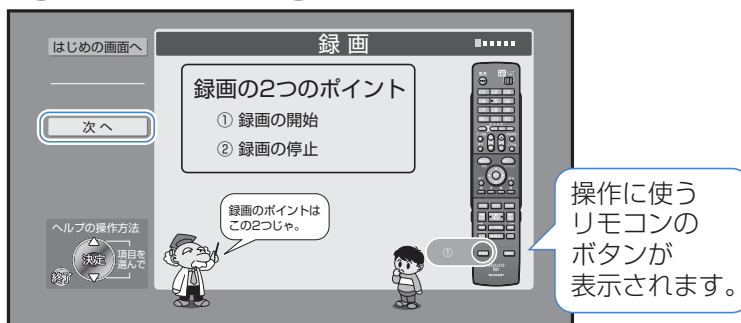 はじめの画面へ
録画
次へ
録画の2つのポイント
① 録画の開始
② 録画の停止
録画のポイントは
この2つじゃ。
ヘルプの操作方法
決定
項目を
選んで
終了
①
操作に使う
リモコンの
ボタンが
表示されます。